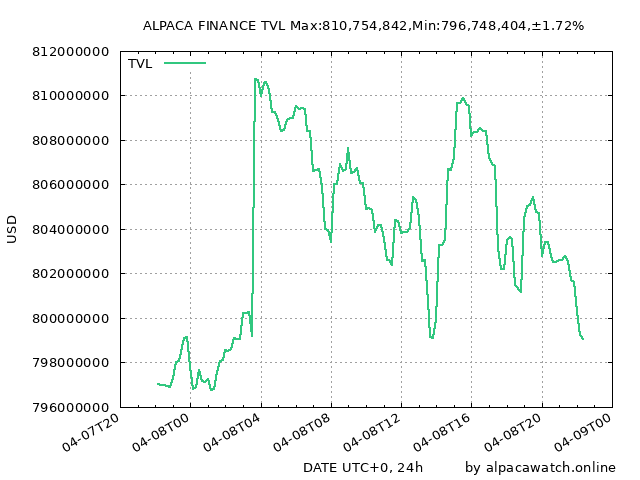 ALPACA FINANCE TVL Max:810,754,842,Min:796,748,404,±1.72%
812000000
TVL
810000000
808000000
806000000
804000000
802000000
800000000
798000000
796000000
USD
04-07T20
04-08T00
04-08T04
04-08T08
04-08T12
04-08T16
04-08T20
04-09T00
DATE UTC+0, 24h
by alpacawatch.online